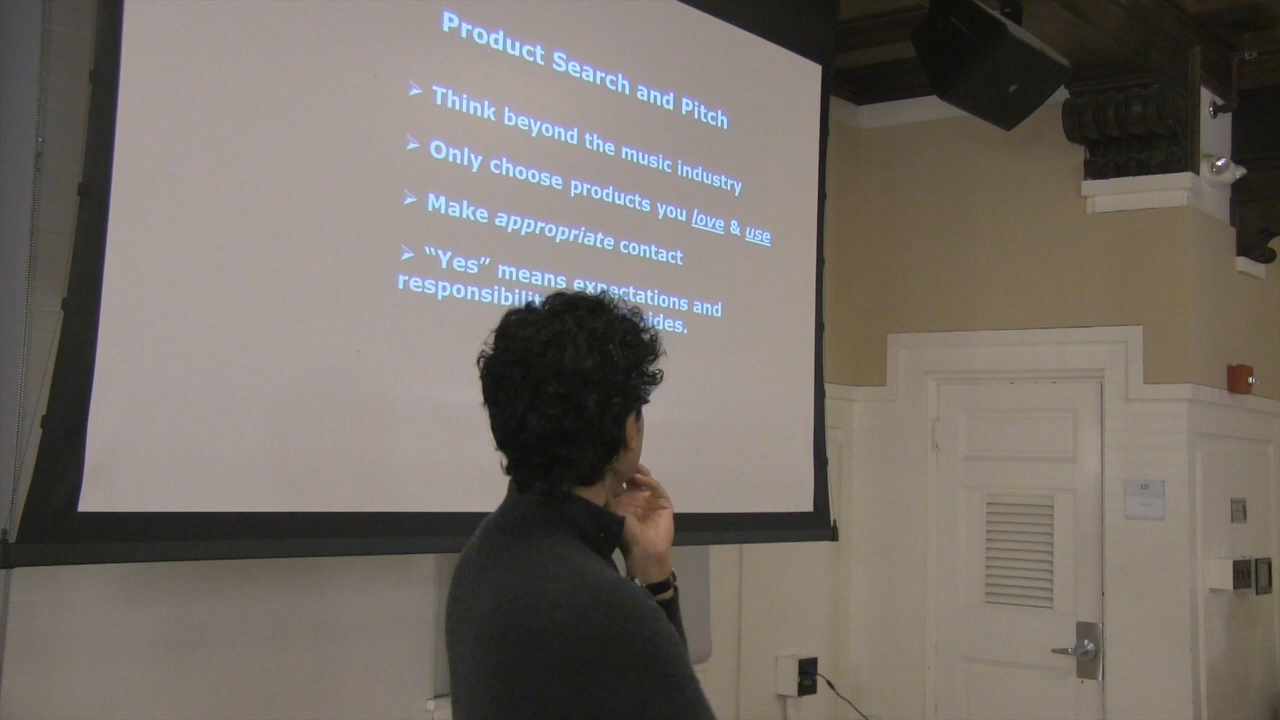 Product Search and Pitch
➢ Think beyond the music industry
➢ Only choose products you love & use
➢ Make appropriate contact
➢ “Yes” means expectations and